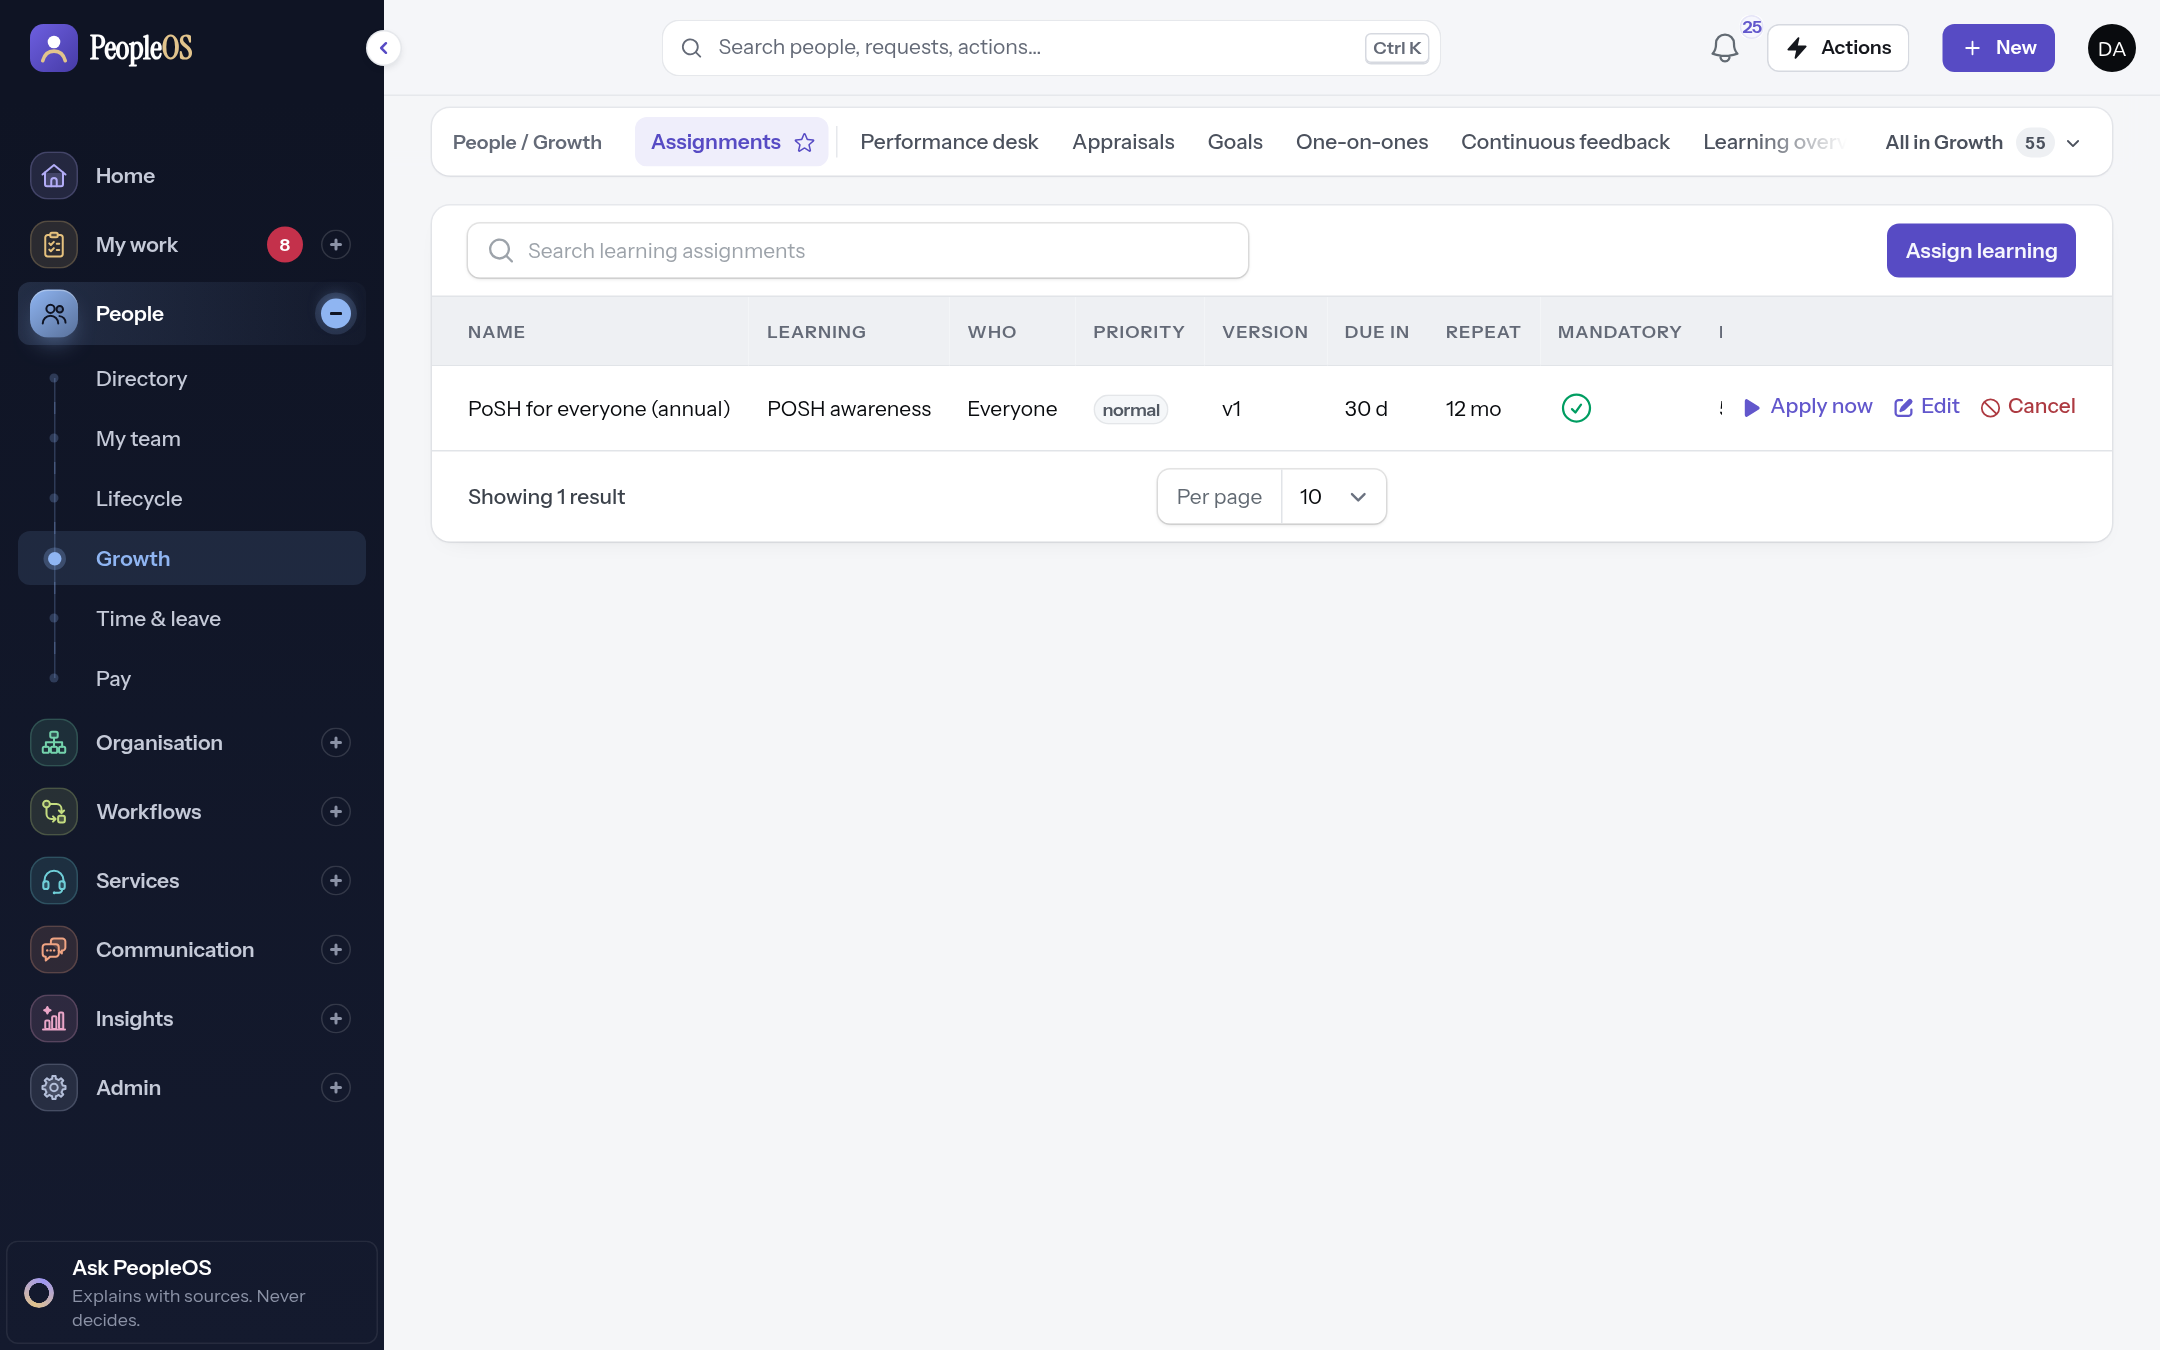 PeopleOS
Search people, requests, actions...
Ctrl K
25
Actions
New
DA
Home
My work
8
People
Directory
My team
Lifecycle
Growth
Time & leave
Pay
Organisation
Workflows
Services
Communication
Insights
Admin
Ask PeopleOS
Explains with sources. Never
decides.
People / Growth
Assignments
Performance desk
Appraisals
Goals
One-on-ones
Continuous feedback
Learning
All in Growth
55
Search learning assignments
Assign learning
NAME LEARNING WHO PRIORITY VERSION DUE IN REPEAT MANDATORY
PoSH for everyone (annual) POSH awareness Everyone normal v1 30 d 12 mo Apply now Edit Cancel
Showing 1 result
Per page 10